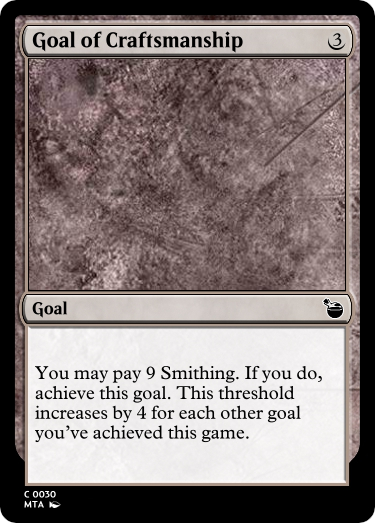 Goal of Craftsmanship 3
Goal
You may pay 9 Smithing. If you do,
achieve this goal. This threshold
increases by 4 for each other goal
you've achieved this game.
C 0030
MTA